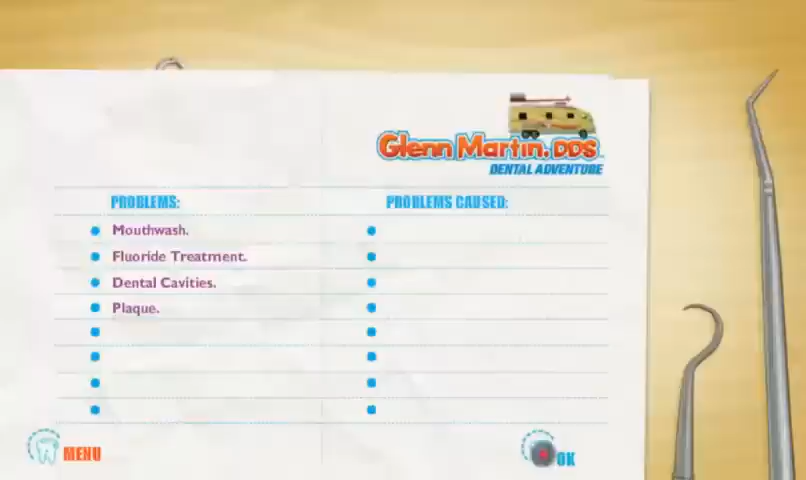 Glenn Martin, DDS
DENTAL ADVENTURE
PROBLEMS:
PROBLEMS CAUSED:
Mouthwash.
Fluoride Treatment.
Dental Cavities.
Plaque.
MENU
OK